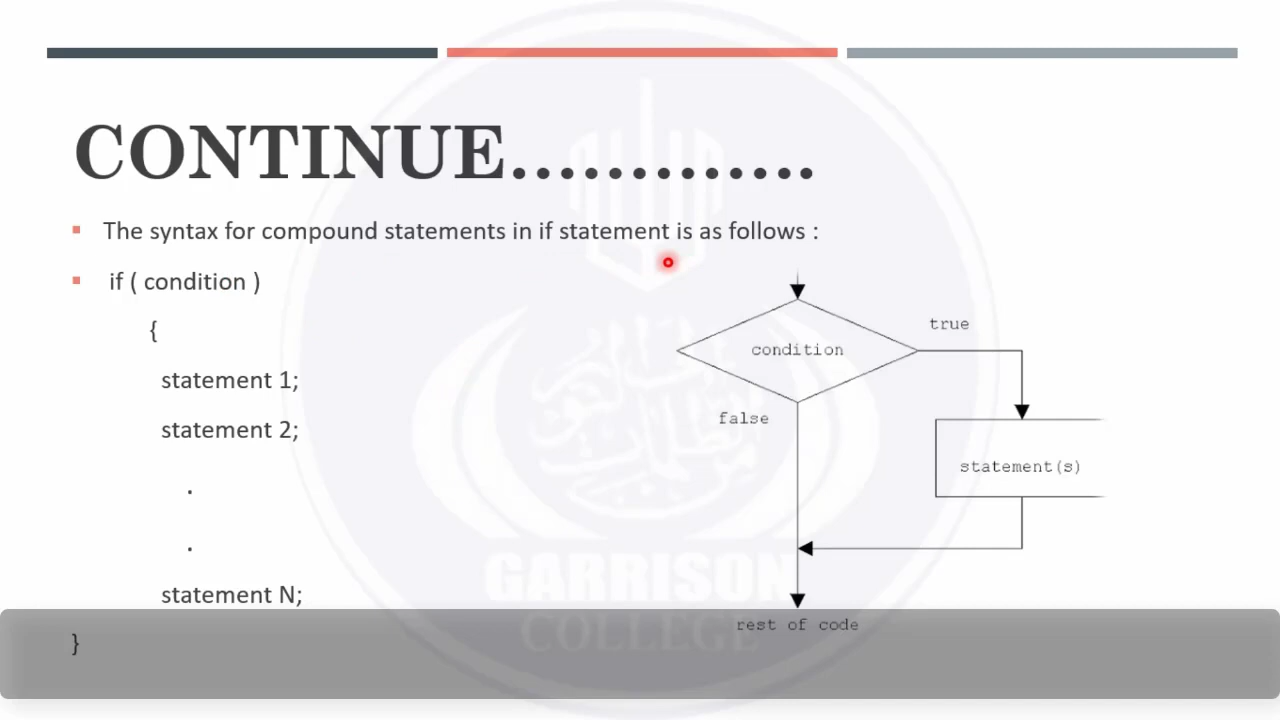 CONTINUE.............
The syntax for compound statements in if statement is as follows :
if ( condition )
{
statement 1;
statement 2;
.
.
statement N;
}
condition
true
false
statement(s)
rest of code
GARRISON
COLLEGE